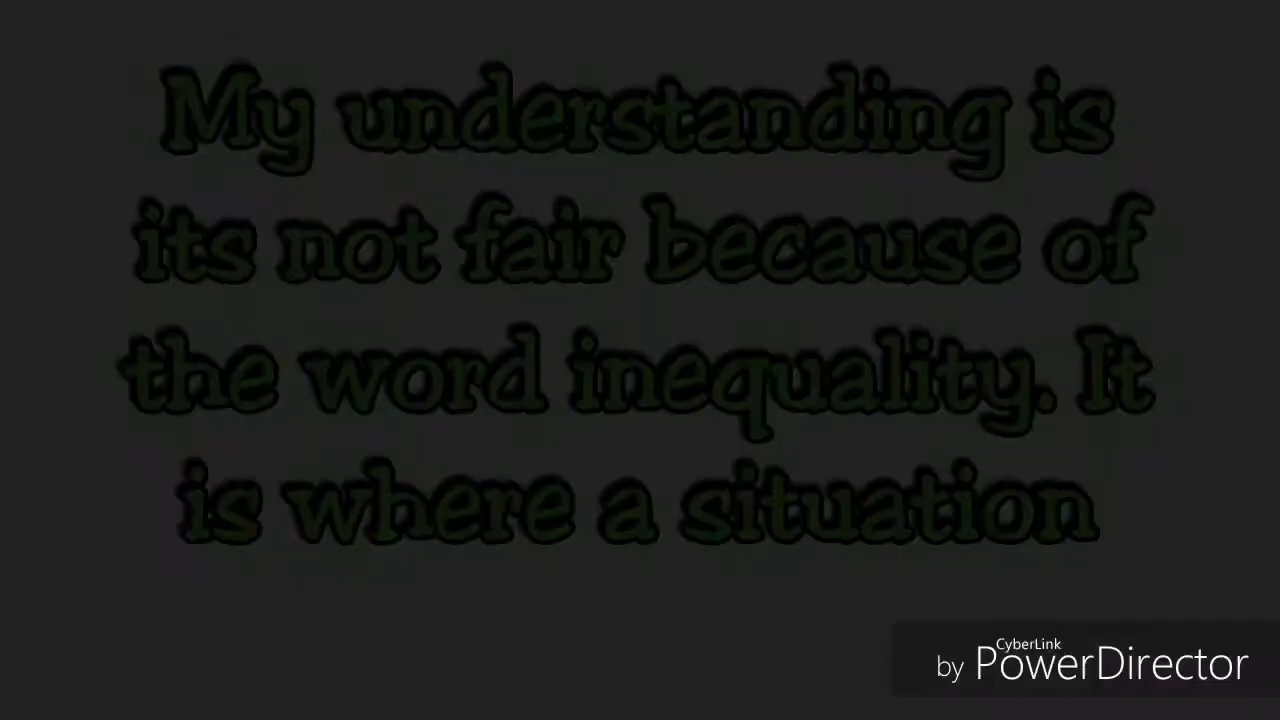 My understanding is
its not fair because of
the word inequality. It
is where a situation
CyberLink
by PowerDirector